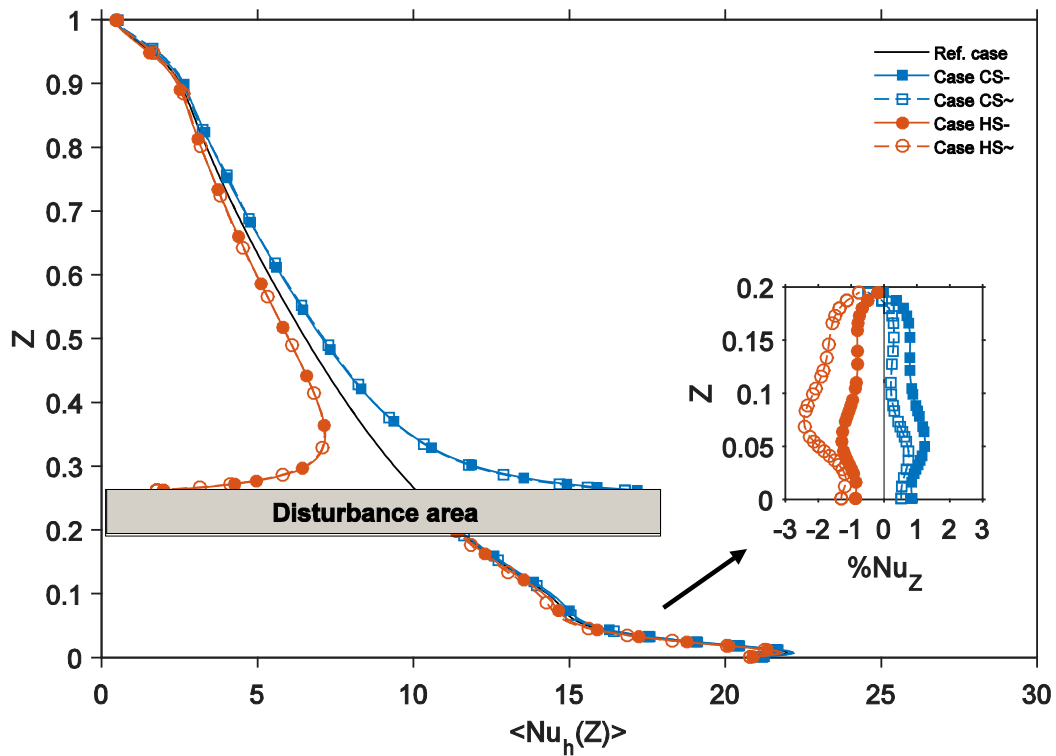 1
0.9
0.8
0.7
0.6
0.5
0.4
0.3
0.2
0.1
0
Z
Ref. case
Case CS-
Case CS~
Case HS-
Case HS~
0.2
0.15
0.1
0.05
0
Z
-3 -2 -1 0 1 2 3
%Nu_Z
Disturbance area
0 5 10 15 20 25 30
<Nu_h(Z)>